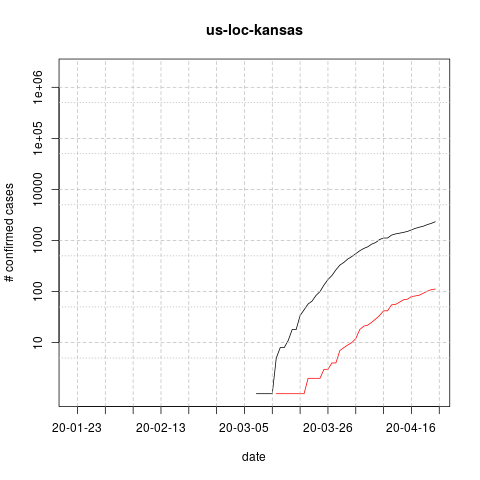 us-loc-kansas
# confirmed cases
1e+06
1e+05
10000
1000
100
10
20-01-23
20-02-13
20-03-05
20-03-26
20-04-16
date